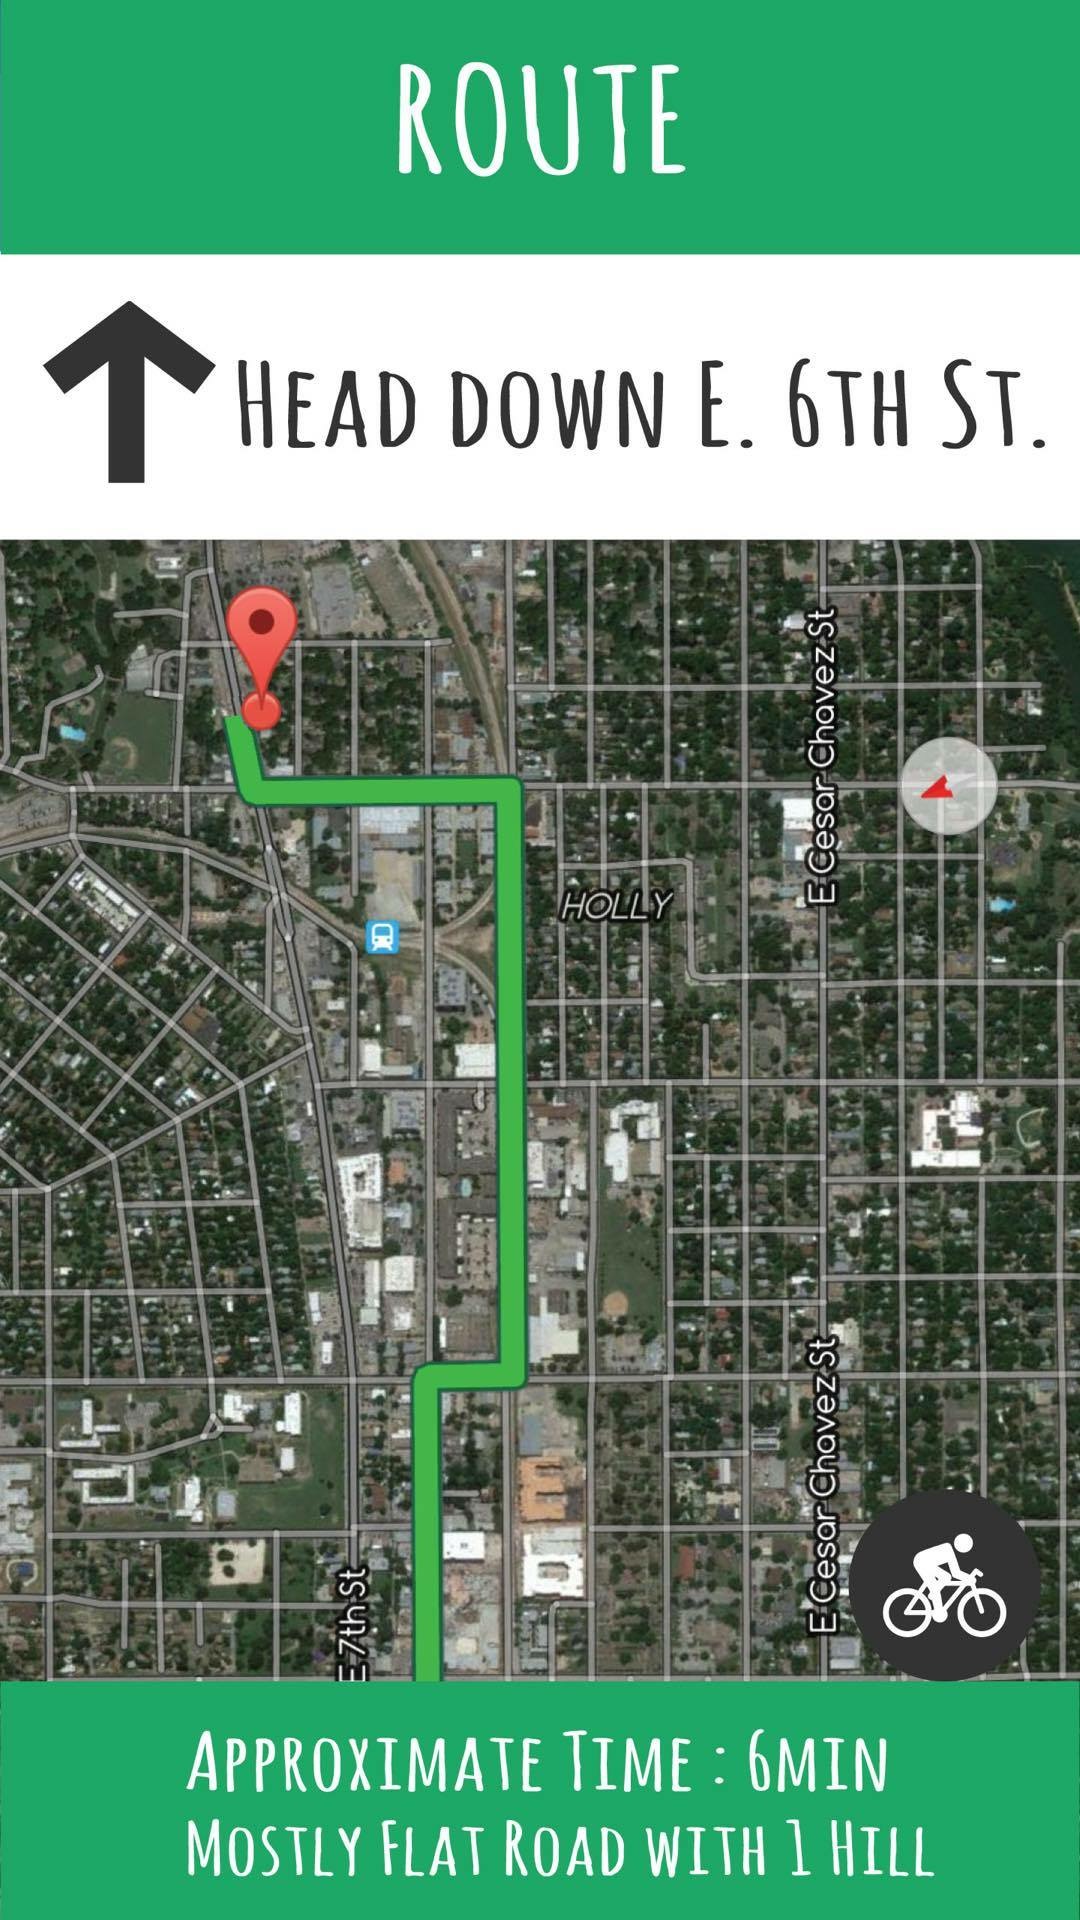 ROUTE
HEAD DOWN E. 6TH ST.
E Cesar Chavez St
HOLLY
E Cesar Chavez St
E 7th St
APPROXIMATE TIME : 6MIN
MOSTLY FLAT ROAD WITH 1 HILL